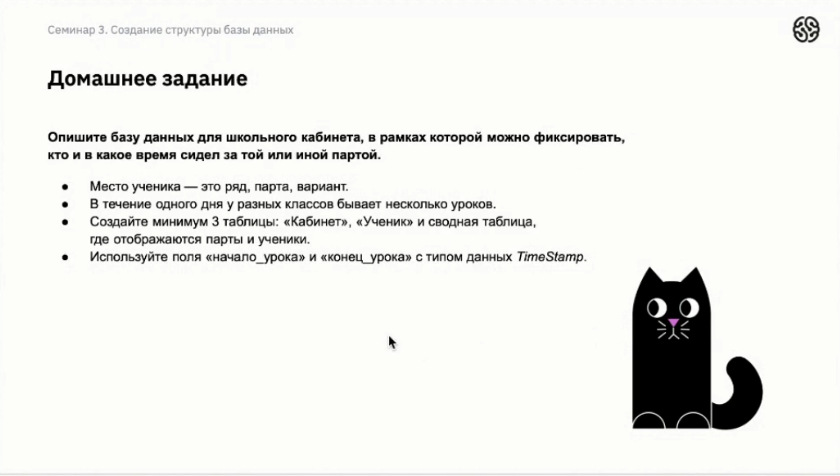 Семинар 3. Создание структуры базы данных
Домашнее задание
Опишите базу данных для школьного кабинета, в рамках которой можно фиксировать,
кто и в какое время сидел за той или иной партой.
● Место ученика — это ряд, парта, вариант.
● В течение одного дня у разных классов бывает несколько уроков.
● Создайте минимум 3 таблицы: «Кабинет», «Ученик» и сводная таблица,
где отображаются парты и ученики.
● Используйте поля «начало_урока» и «конец_урока» с типом данных TimeStamp.